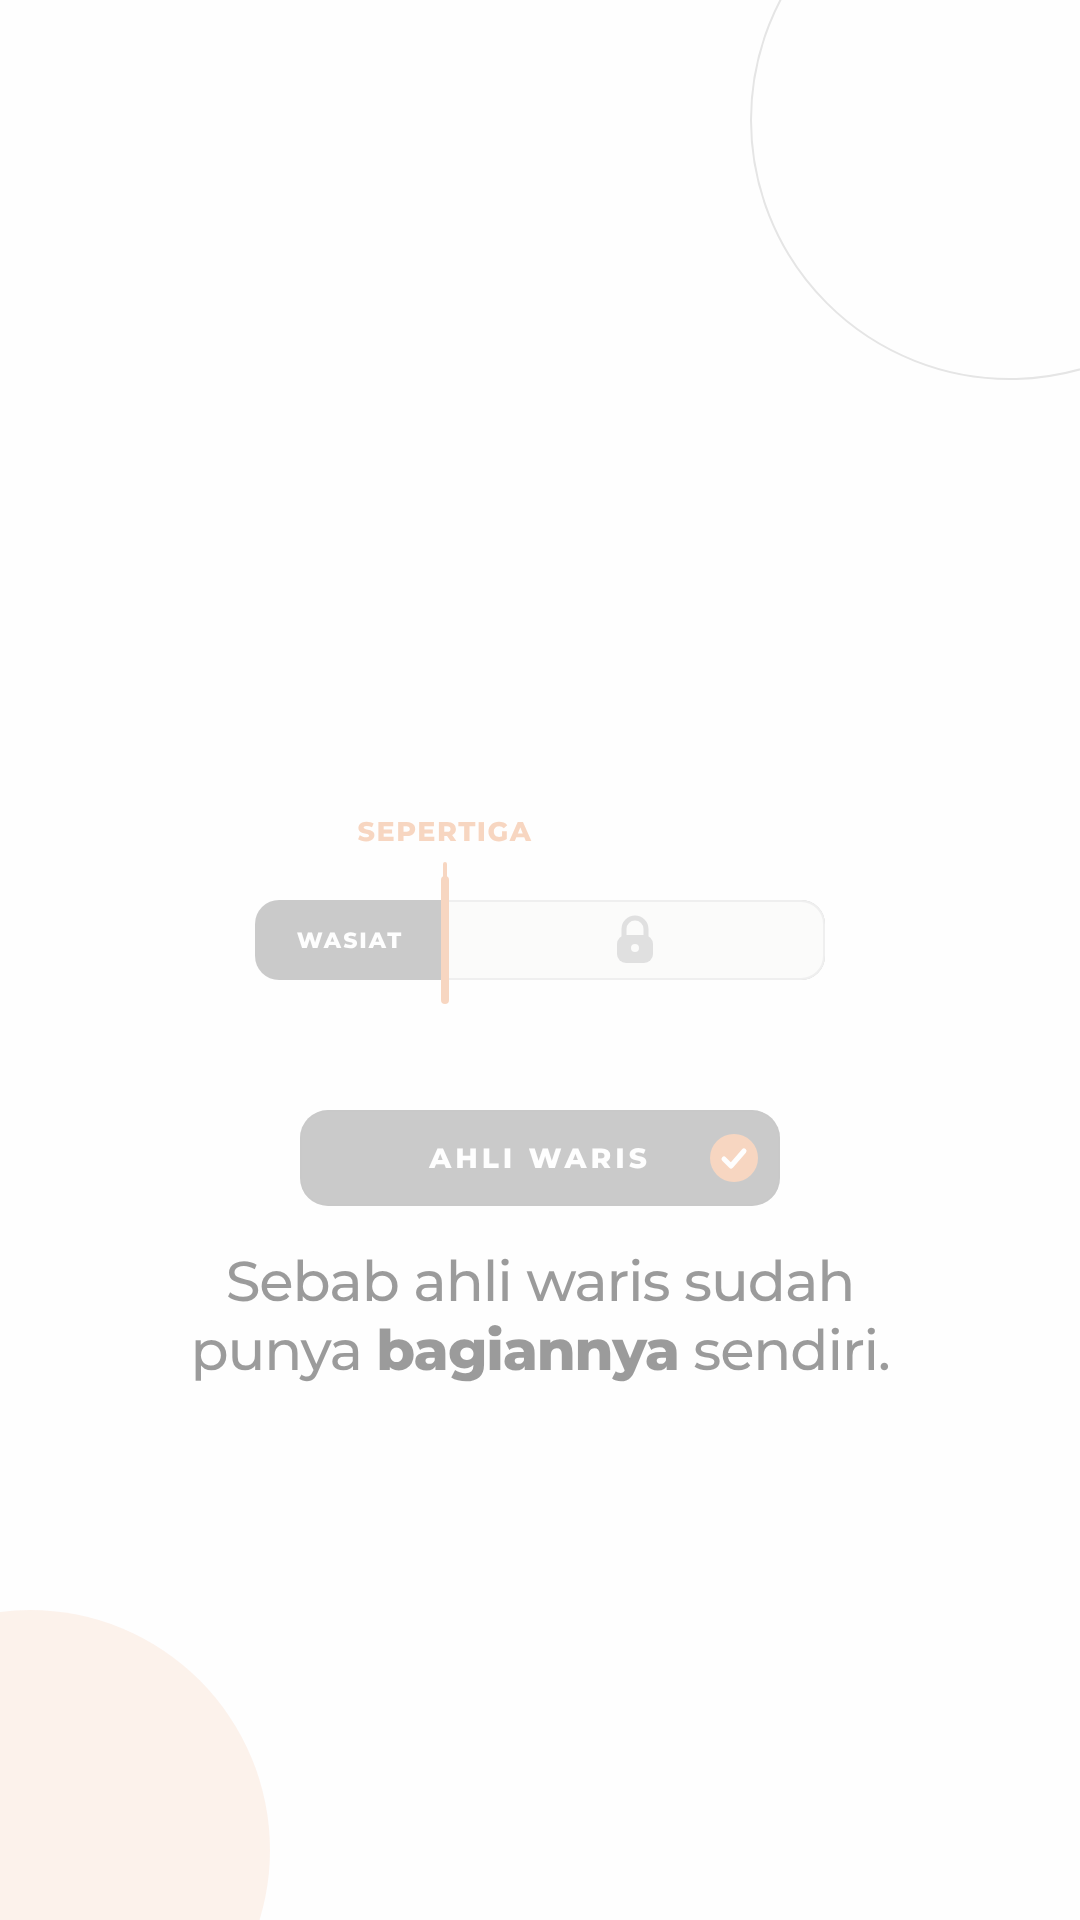 SEPERTIGA
WASIAT
AHLI WARIS
Sebab ahli waris sudah
punya bagiannya sendiri.